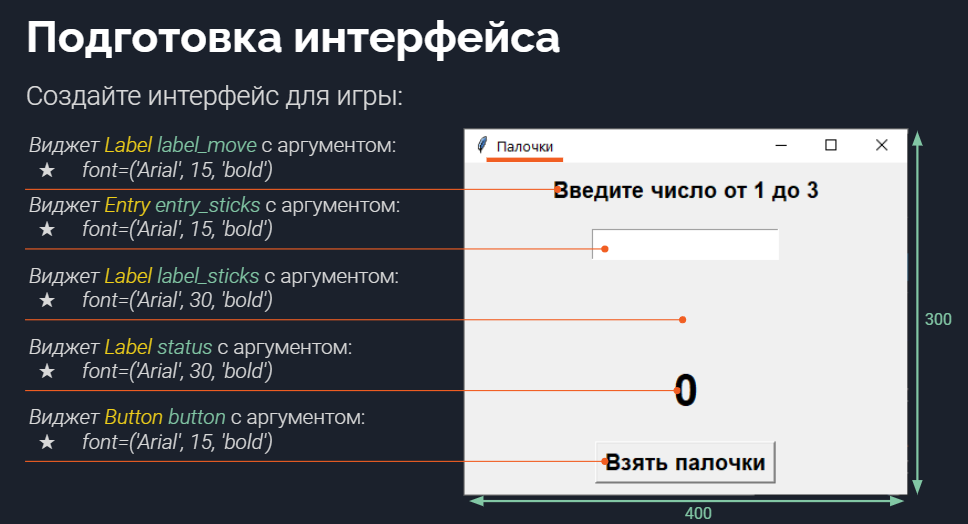 Подготовка интерфейса
Создайте интерфейс для игры:
Виджет Label label_move с аргументом:
★ font=('Arial', 15, 'bold')
Виджет Entry entry_sticks с аргументом:
★ font=('Arial', 15, 'bold')
Виджет Label label_sticks с аргументом:
★ font=('Arial', 30, 'bold')
Виджет Label status с аргументом:
★ font=('Arial', 30, 'bold')
Виджет Button button с аргументом:
★ font=('Arial', 15, 'bold')
Палочки
Введите число от 1 до 3
0
Взять палочки
300
400